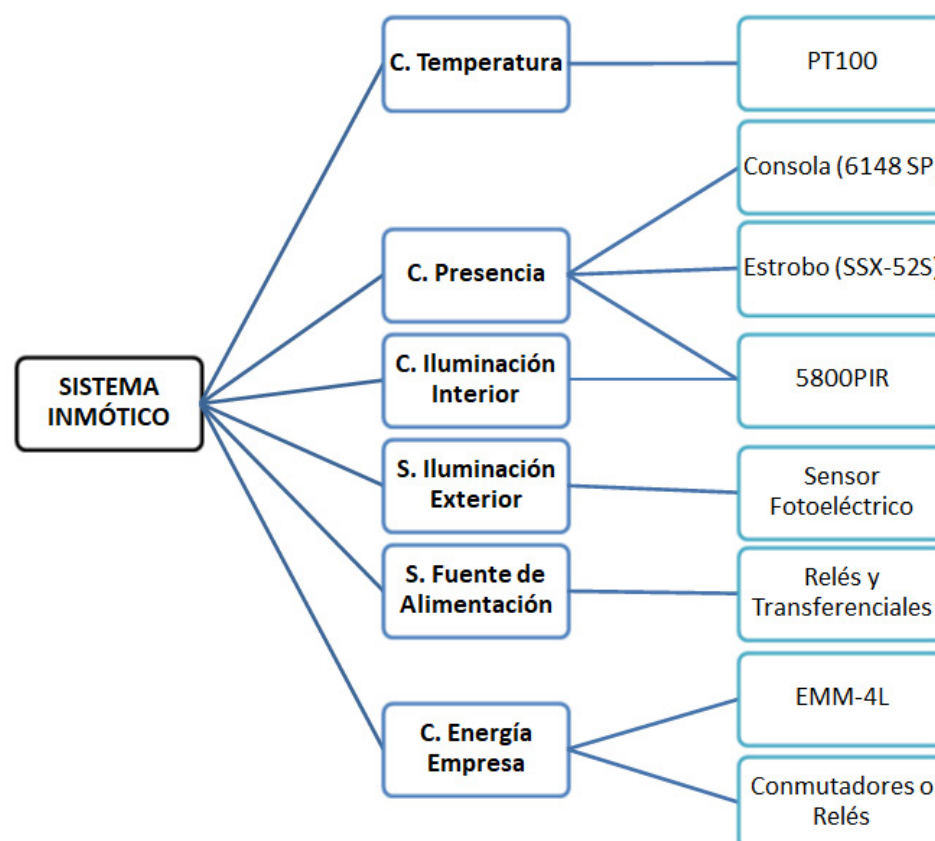 SISTEMA
INMÓTICO
C. Temperatura
C. Presencia
C. Iluminación
Interior
S. Iluminación
Exterior
S. Fuente de
Alimentación
C. Energía
Empresa
PT100
Consola (6148 SP
Estrobo (SSX-52S)
5800PIR
Sensor
Fotoeléctrico
Relés y
Transferenciales
EMM-4L
Conmutadores o
Relés